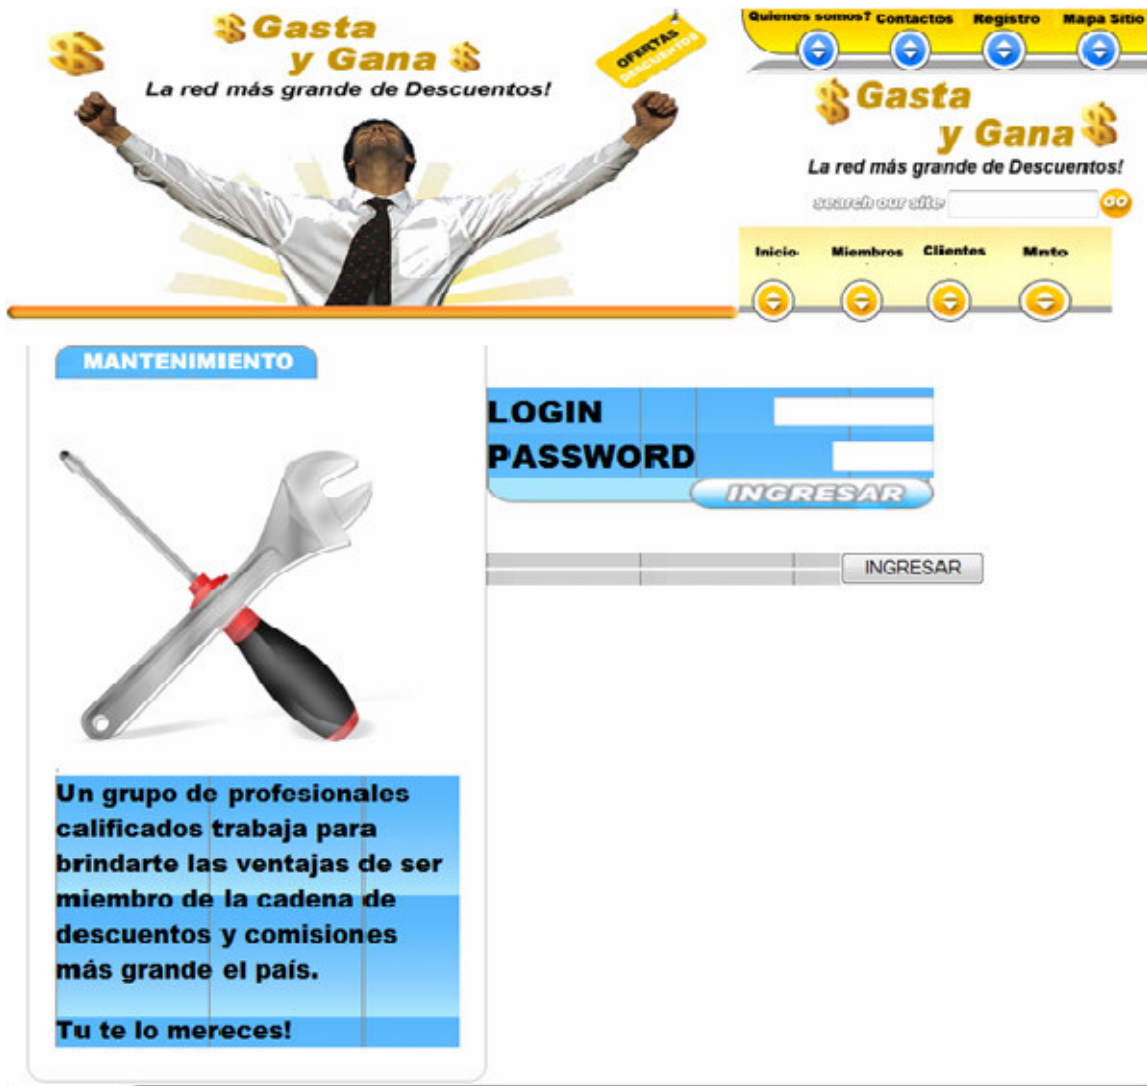 Gasta
y Gana
La red más grande de Descuentos!
OFERTAS
DESCUENTOS
Quienes somos? Contactos Registro Mapa Sitio
Gasta
y Gana
La red más grande de Descuentos!
search our site GO
Inicio Miembros Clientes Mnto
MANTENIMIENTO
LOGIN
PASSWORD
INGRESAR
INGRESAR
Un grupo de profesionales
calificados trabaja para
brindarte las ventajas de ser
miembro de la cadena de
descuentos y comisiones
más grande el país.
Tu te lo mereces!